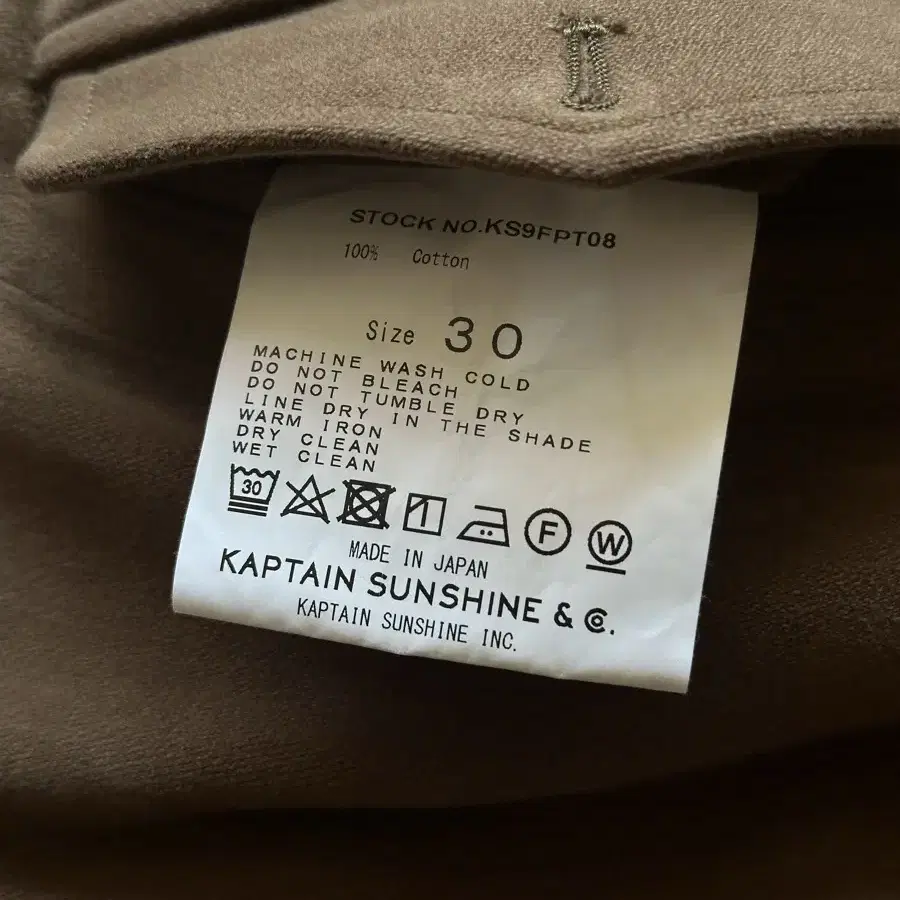 STOCK NO.KS9FPT08
100% Cotton
Size 30
MACHINE WASH COLD
DO NOT BLEACH
DO NOT TUMBLE DRY
LINE DRY IN THE SHADE
WARM IRON
DRY CLEAN
WET CLEAN
30 F W
MADE IN JAPAN
KAPTAIN SUNSHINE & Co.
KAPTAIN SUNSHINE INC.